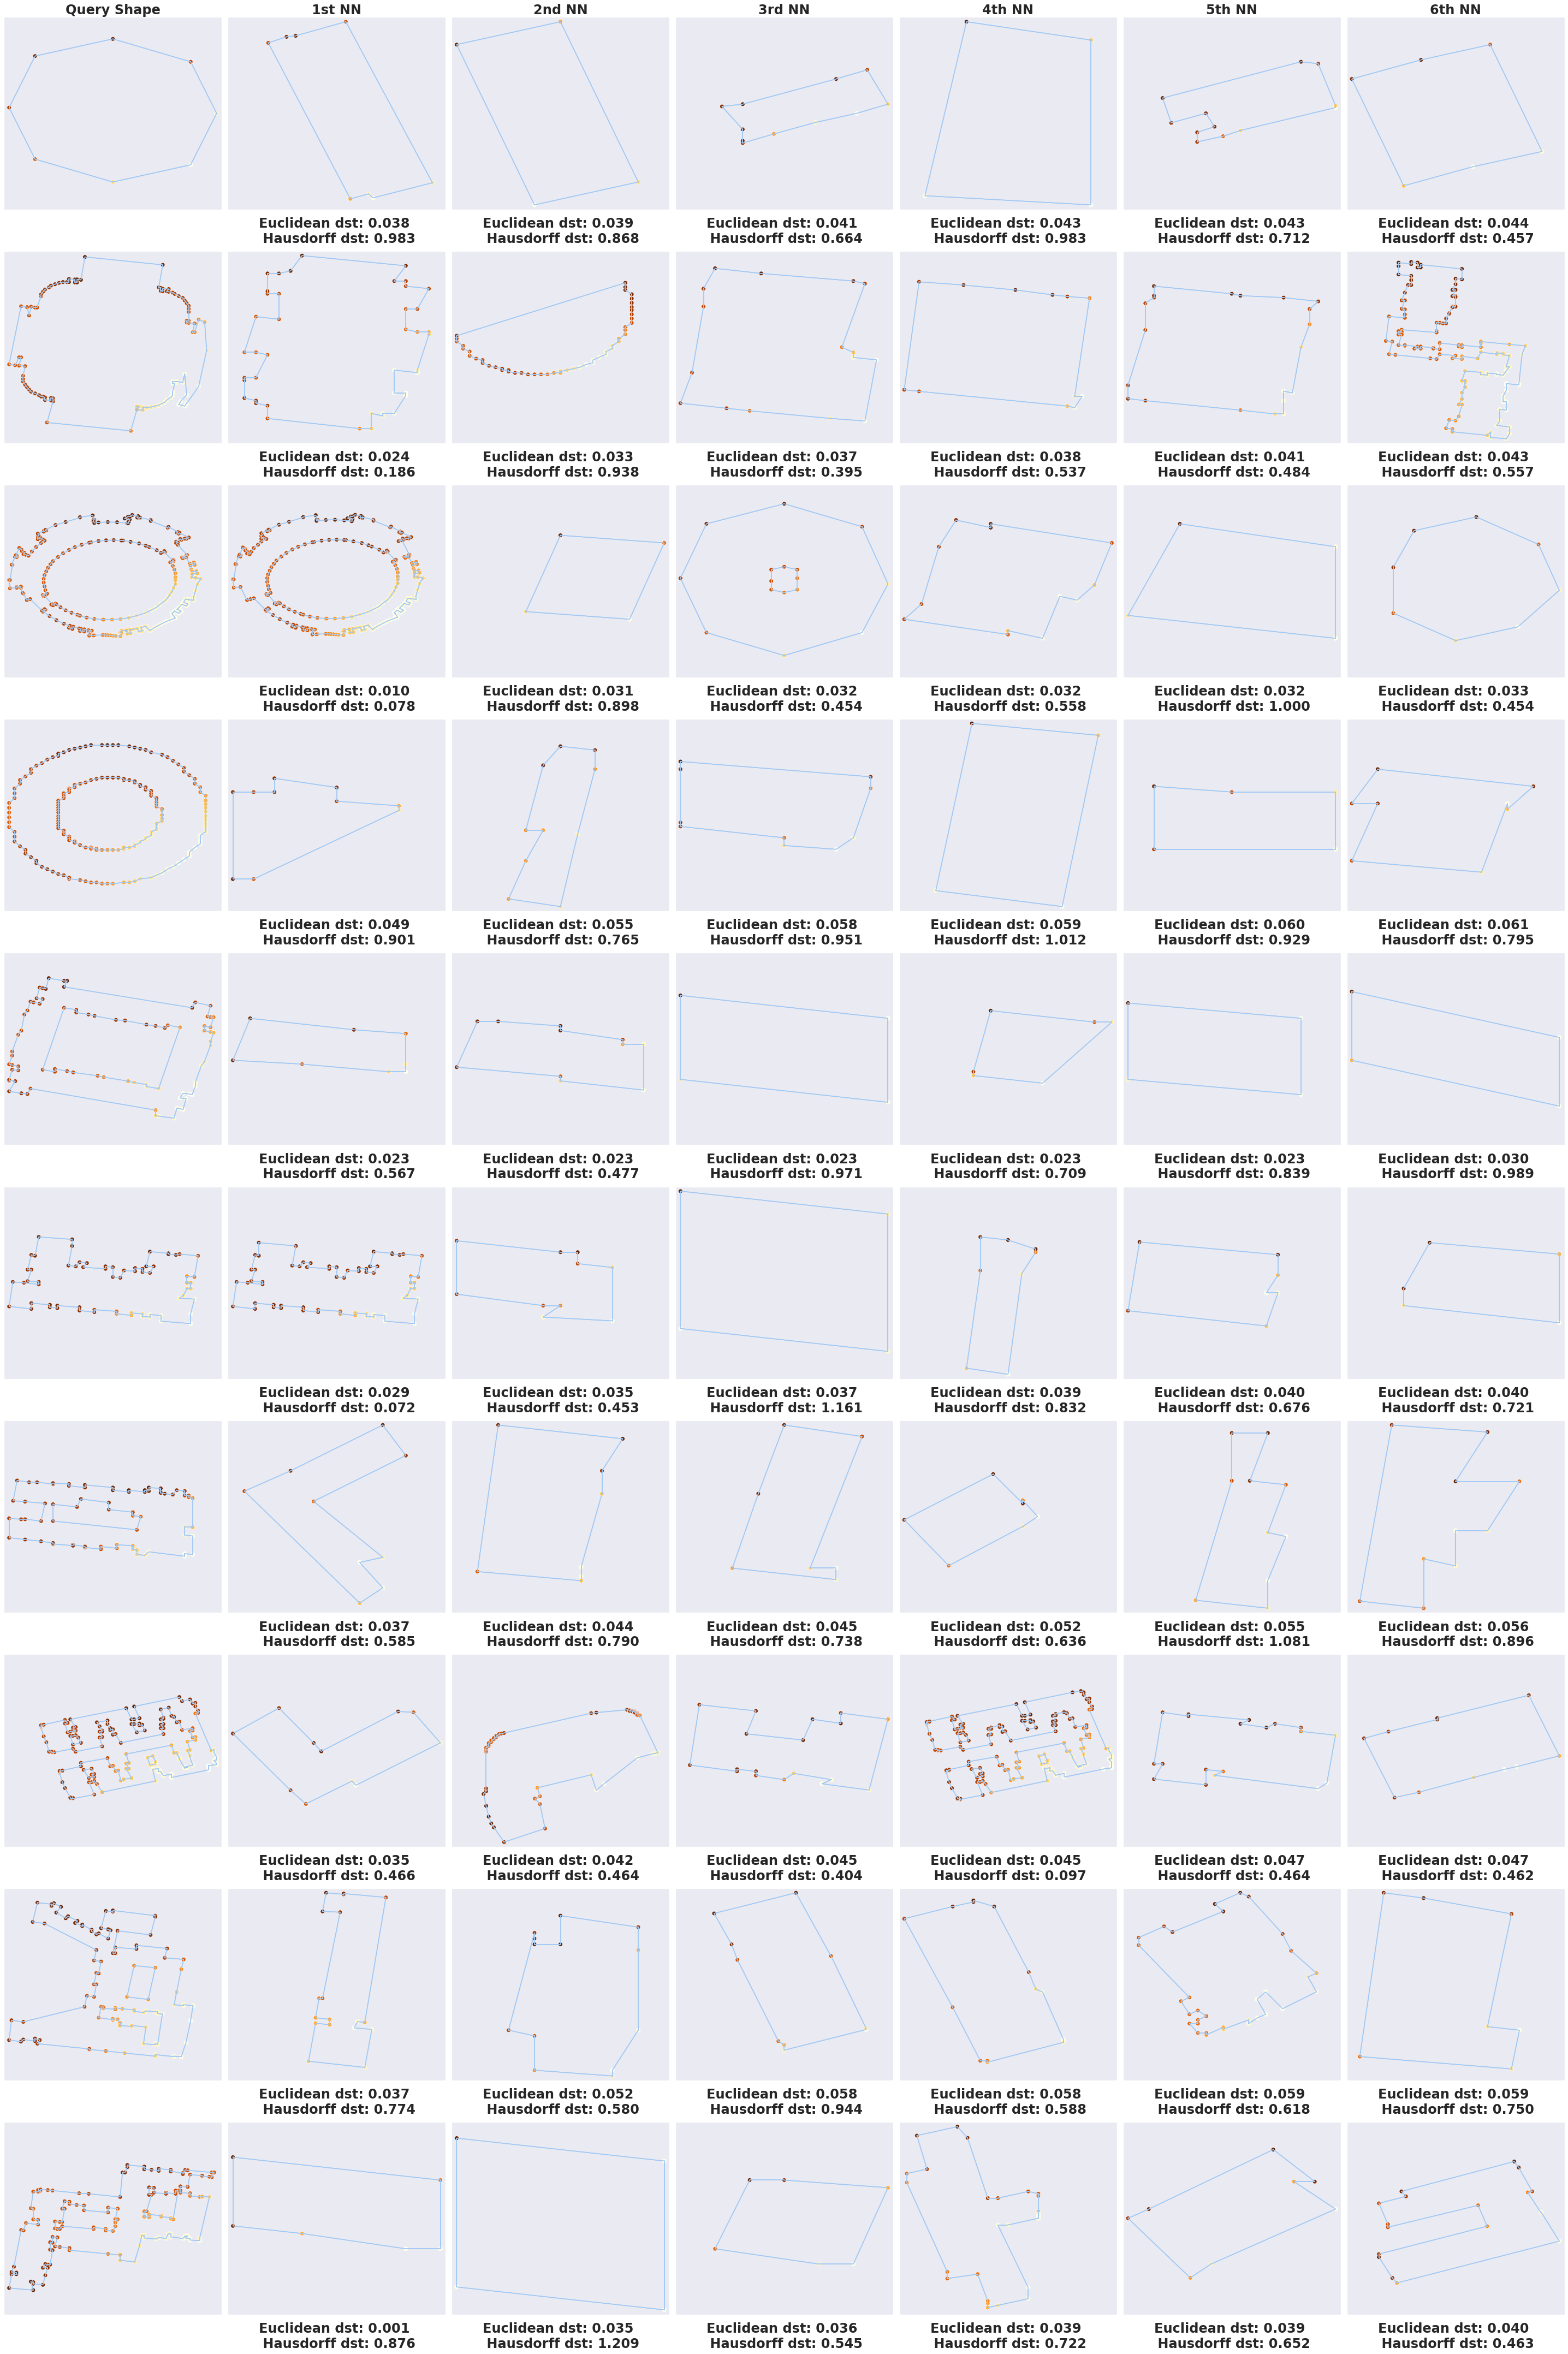 Query Shape 1st NN 2nd NN 3rd NN 4th NN 5th NN 6th NN
Euclidean dst: 0.038 Euclidean dst: 0.039 Euclidean dst: 0.041 Euclidean dst: 0.043 Euclidean dst: 0.043 Euclidean dst: 0.044
Hausdorff dst: 0.983 Hausdorff dst: 0.868 Hausdorff dst: 0.664 Hausdorff dst: 0.983 Hausdorff dst: 0.712 Hausdorff dst: 0.457
Euclidean dst: 0.024 Euclidean dst: 0.033 Euclidean dst: 0.037 Euclidean dst: 0.038 Euclidean dst: 0.041 Euclidean dst: 0.043
Hausdorff dst: 0.186 Hausdorff dst: 0.938 Hausdorff dst: 0.395 Hausdorff dst: 0.537 Hausdorff dst: 0.484 Hausdorff dst: 0.557
Euclidean dst: 0.010 Euclidean dst: 0.031 Euclidean dst: 0.032 Euclidean dst: 0.032 Euclidean dst: 0.032 Euclidean dst: 0.033
Hausdorff dst: 0.078 Hausdorff dst: 0.898 Hausdorff dst: 0.454 Hausdorff dst: 0.558 Hausdorff dst: 1.000 Hausdorff dst: 0.454
Euclidean dst: 0.049 Euclidean dst: 0.055 Euclidean dst: 0.058 Euclidean dst: 0.059 Euclidean dst: 0.060 Euclidean dst: 0.061
Hausdorff dst: 0.901 Hausdorff dst: 0.765 Hausdorff dst: 0.951 Hausdorff dst: 1.012 Hausdorff dst: 0.929 Hausdorff dst: 0.795
Euclidean dst: 0.023 Euclidean dst: 0.023 Euclidean dst: 0.023 Euclidean dst: 0.023 Euclidean dst: 0.023 Euclidean dst: 0.030
Hausdorff dst: 0.567 Hausdorff dst: 0.477 Hausdorff dst: 0.971 Hausdorff dst: 0.709 Hausdorff dst: 0.839 Hausdorff dst: 0.989
Euclidean dst: 0.029 Euclidean dst: 0.035 Euclidean dst: 0.037 Euclidean dst: 0.039 Euclidean dst: 0.040 Euclidean dst: 0.040
Hausdorff dst: 0.072 Hausdorff dst: 0.453 Hausdorff dst: 1.161 Hausdorff dst: 0.832 Hausdorff dst: 0.676 Hausdorff dst: 0.721
Euclidean dst: 0.037 Euclidean dst: 0.044 Euclidean dst: 0.045 Euclidean dst: 0.052 Euclidean dst: 0.055 Euclidean dst: 0.056
Hausdorff dst: 0.585 Hausdorff dst: 0.790 Hausdorff dst: 0.738 Hausdorff dst: 0.636 Hausdorff dst: 1.081 Hausdorff dst: 0.896
Euclidean dst: 0.035 Euclidean dst: 0.042 Euclidean dst: 0.045 Euclidean dst: 0.045 Euclidean dst: 0.047 Euclidean dst: 0.047
Hausdorff dst: 0.466 Hausdorff dst: 0.464 Hausdorff dst: 0.404 Hausdorff dst: 0.097 Hausdorff dst: 0.464 Hausdorff dst: 0.462
Euclidean dst: 0.037 Euclidean dst: 0.052 Euclidean dst: 0.058 Euclidean dst: 0.058 Euclidean dst: 0.059 Euclidean dst: 0.059
Hausdorff dst: 0.774 Hausdorff dst: 0.580 Hausdorff dst: 0.944 Hausdorff dst: 0.588 Hausdorff dst: 0.618 Hausdorff dst: 0.750
Euclidean dst: 0.001 Euclidean dst: 0.035 Euclidean dst: 0.036 Euclidean dst: 0.039 Euclidean dst: 0.039 Euclidean dst: 0.040
Hausdorff dst: 0.876 Hausdorff dst: 1.209 Hausdorff dst: 0.545 Hausdorff dst: 0.722 Hausdorff dst: 0.652 Hausdorff dst: 0.463